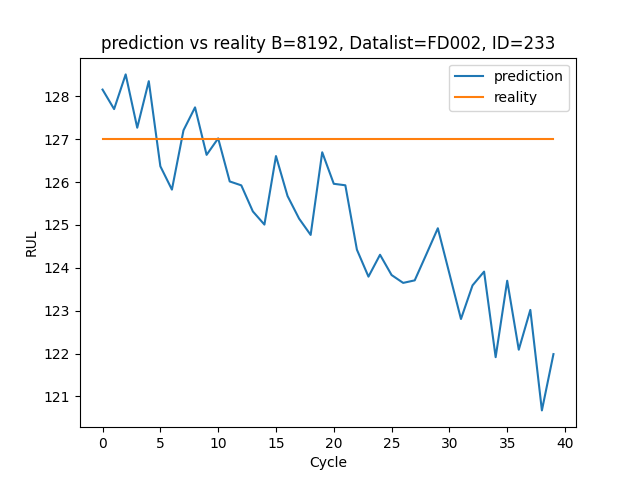 prediction vs reality B=8192, Datalist=FD002, ID=233
prediction
reality
128
127
126
125
124
123
122
121
RUL
0 5 10 15 20 25 30 35 40
Cycle